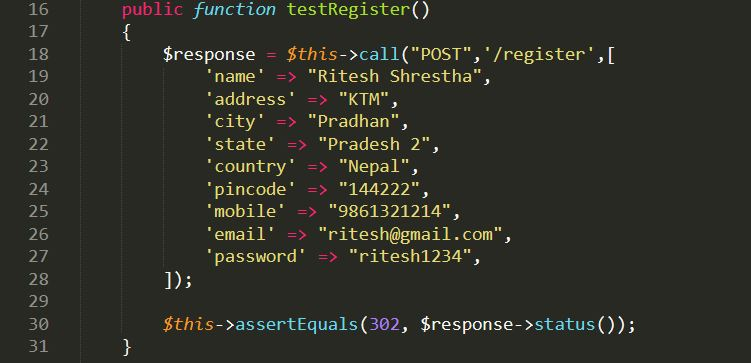 16 public function testRegister()
17 {
18 $response = $this->call("POST",'/register',[
19 'name' => "Ritesh Shrestha",
20 'address' => "KTM",
21 'city' => "Pradhan",
22 'state' => "Pradesh 2",
23 'country' => "Nepal",
24 'pincode' => "144222",
25 'mobile' => "9861321214",
26 'email' => "ritesh@gmail.com",
27 'password' => "ritesh1234",
28 ]);
29
30 $this->assertEquals(302, $response->status());
31 }